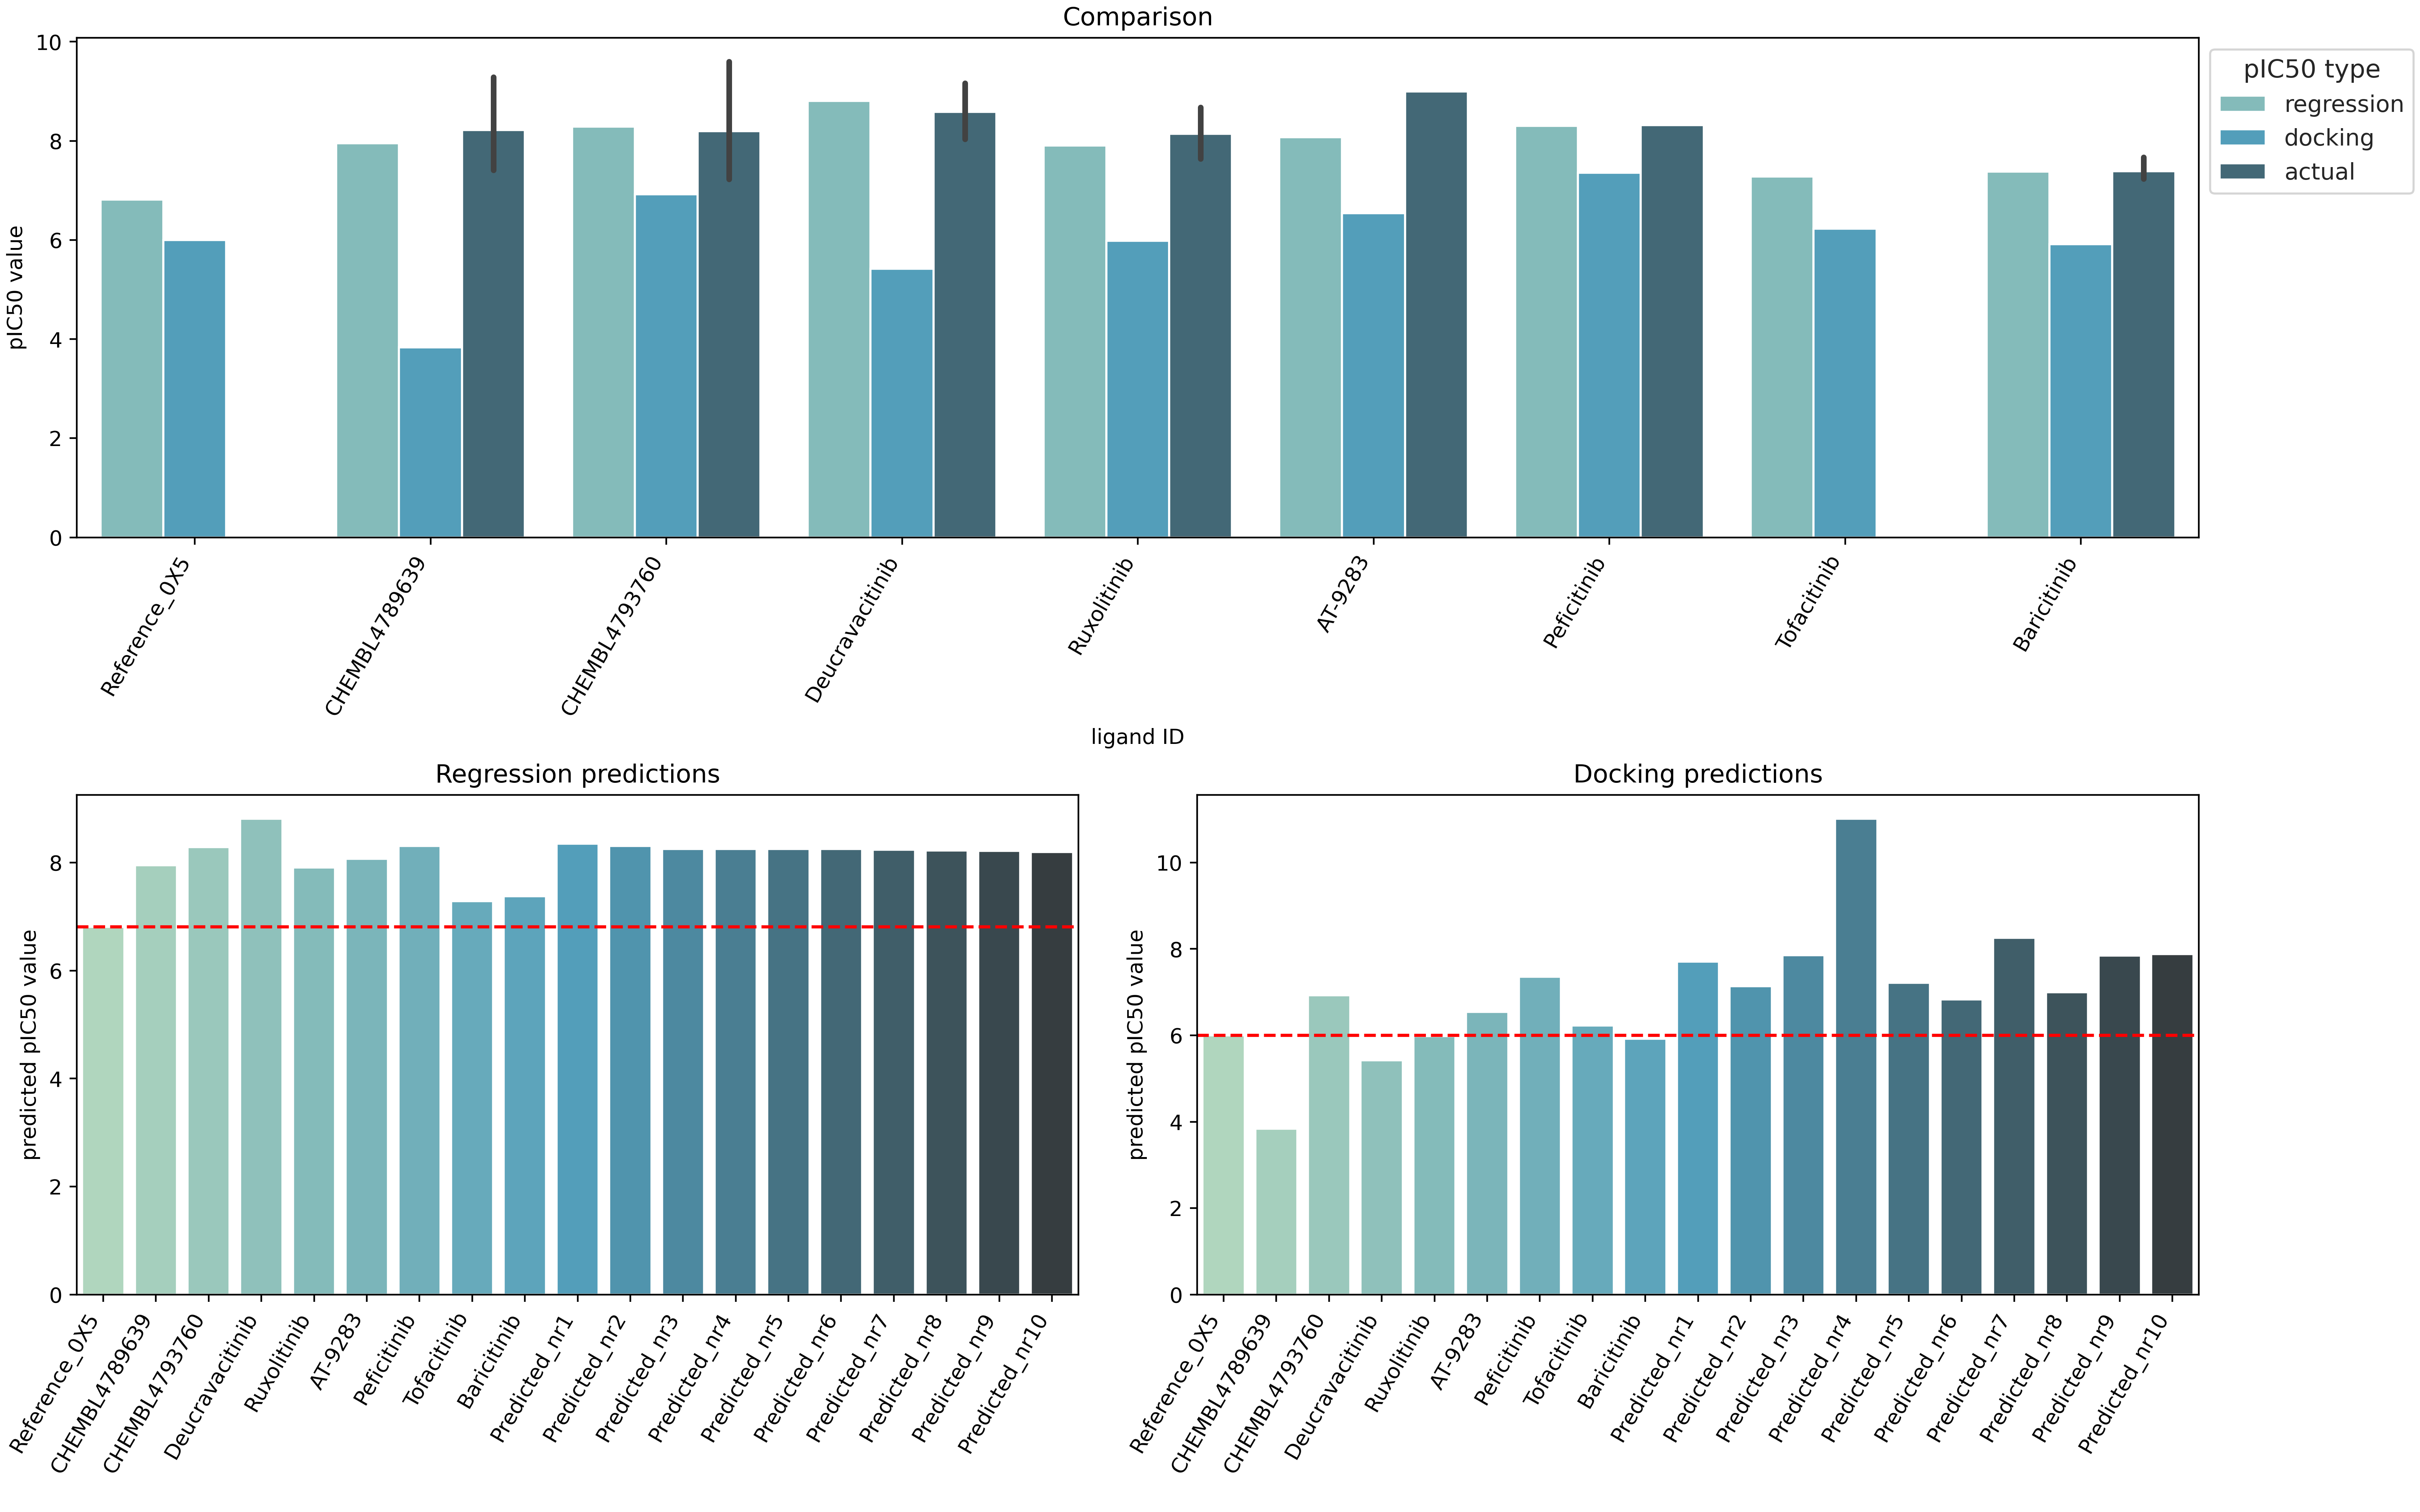 Comparison
pIC50 value
10
8
6
4
2
0
pIC50 type
regression
docking
actual
Reference_0X5
CHEMBL4789639
CHEMBL4793760
Deucravacitinib
Ruxolitinib
AT-9283
Peficitinib
Tofacitinib
Baricitinib
ligand ID
Regression predictions
predicted pIC50 value
8
6
4
2
0
Reference_0X5
CHEMBL4789639
CHEMBL4793760
Deucravacitinib
Ruxolitinib
AT-9283
Peficitinib
Tofacitinib
Baricitinib
Predicted_nr1
Predicted_nr2
Predicted_nr3
Predicted_nr4
Predicted_nr5
Predicted_nr6
Predicted_nr7
Predicted_nr8
Predicted_nr9
Predicted_nr10
Docking predictions
predicted pIC50 value
10
8
6
4
2
0
Reference_0X5
CHEMBL4789639
CHEMBL4793760
Deucravacitinib
Ruxolitinib
AT-9283
Peficitinib
Tofacitinib
Baricitinib
Predicted_nr1
Predicted_nr2
Predicted_nr3
Predicted_nr4
Predicted_nr5
Predicted_nr6
Predicted_nr7
Predicted_nr8
Predicted_nr9
Predicted_nr10